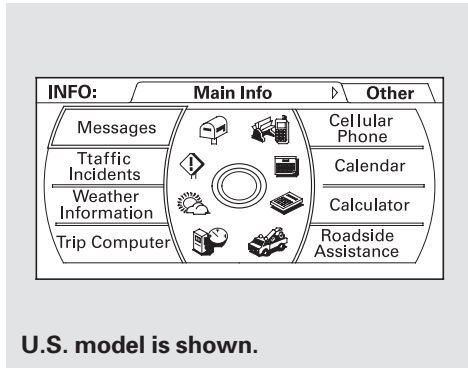 INFO: Main Info Other
Messages
Ttaffic
Incidents
Weather
Information
Trip Computer
Cellular
Phone
Calendar
Calculator
Roadside
Assistance
U.S. model is shown.